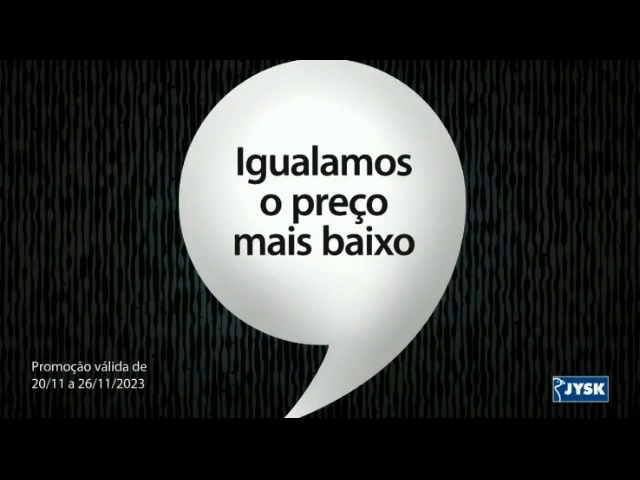 Igualamos
o preço
mais baixo
Promoção válida de
20/11 a 26/11/2023
JYSK